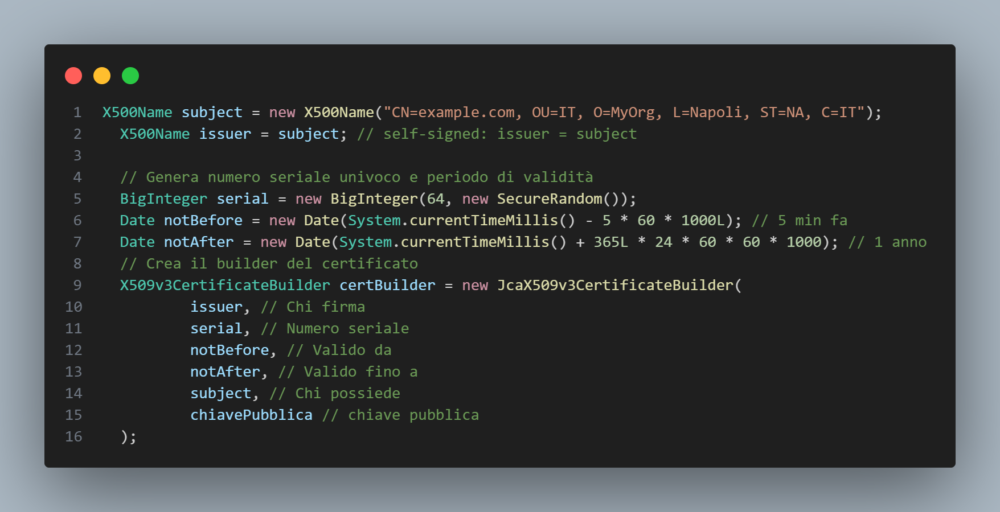 1 X500Name subject = new X500Name("CN=example.com, OU=IT, O=MyOrg, L=Napoli, ST=NA, C=IT");
2 X500Name issuer = subject; // self-signed: issuer = subject
3
4 // Genera numero seriale univoco e periodo di validità
5 BigInteger serial = new BigInteger(64, new SecureRandom());
6 Date notBefore = new Date(System.currentTimeMillis() - 5 * 60 * 1000L); // 5 min fa
7 Date notAfter = new Date(System.currentTimeMillis() + 365L * 24 * 60 * 60 * 1000); // 1 anno
8 // Crea il builder del certificato
9 X509v3CertificateBuilder certBuilder = new JcaX509v3CertificateBuilder(
10 issuer, // Chi firma
11 serial, // Numero seriale
12 notBefore, // Valido da
13 notAfter, // Valido fino a
14 subject, // Chi possiede
15 chiavePubblica // chiave pubblica
16 );